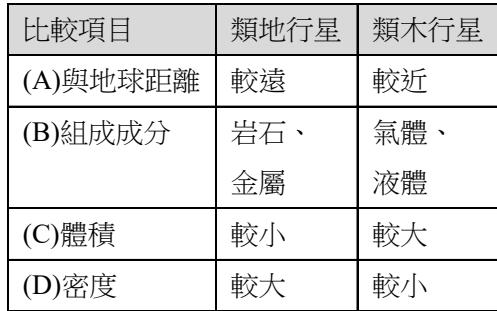 比較項目 類地行星 類木行星
(A)與地球距離 較遠 較近
(B)組成成分 岩石、 氣體、
金屬 液體
(C)體積 較小 較大
(D)密度 較大 較小